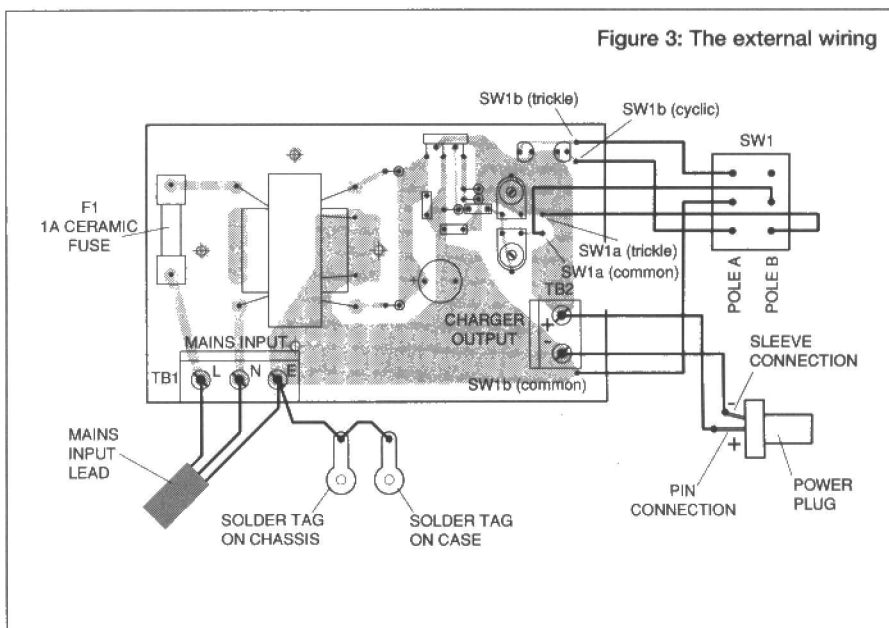 Figure 3: The external wiring
SW1b (trickle)
SW1b (cyclic)
SW1
F1
1A CERAMIC
FUSE
SW1a (trickle)
SW1a (common)
POLE A
POLE B
TB2
CHARGER
OUTPUT
+
+
-
MAINS INPUT
TB1
L
N
E
SW1b (common)
SLEEVE
CONNECTION
-
+
MAINS
INPUT
LEAD
SOLDER TAG
ON CHASSIS
SOLDER TAG
ON CASE
PIN
CONNECTION
POWER
PLUG